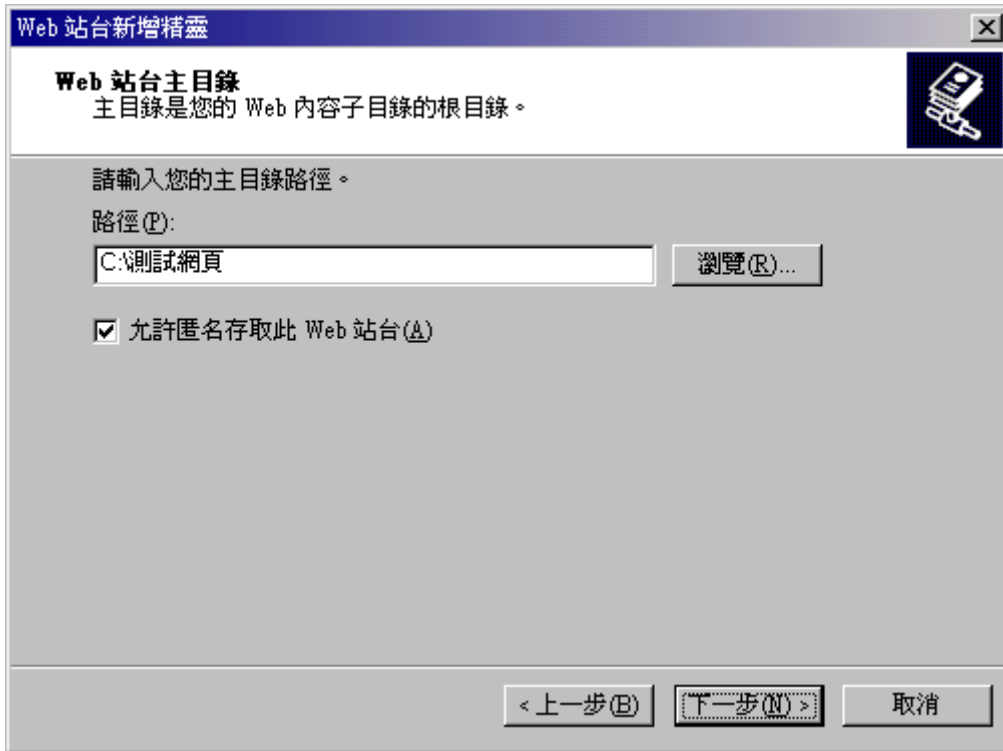 Web 站台新增精靈
Web 站台主目錄
主目錄是您的 Web 內容子目錄的根目錄。
請輸入您的主目錄路徑。
路徑(P):
C:\測試網頁
瀏覽(R)...
允許匿名存取此 Web 站台(A)
< 上一步(B)
下一步(N) >
取消